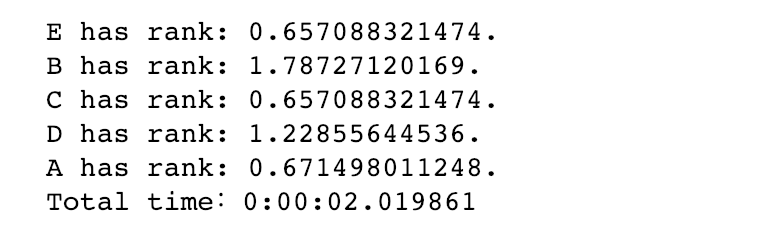 E has rank: 0.657088321474.
B has rank: 1.78727120169.
C has rank: 0.657088321474.
D has rank: 1.22855644536.
A has rank: 0.671498011248.
Total time: 0:00:02.019861